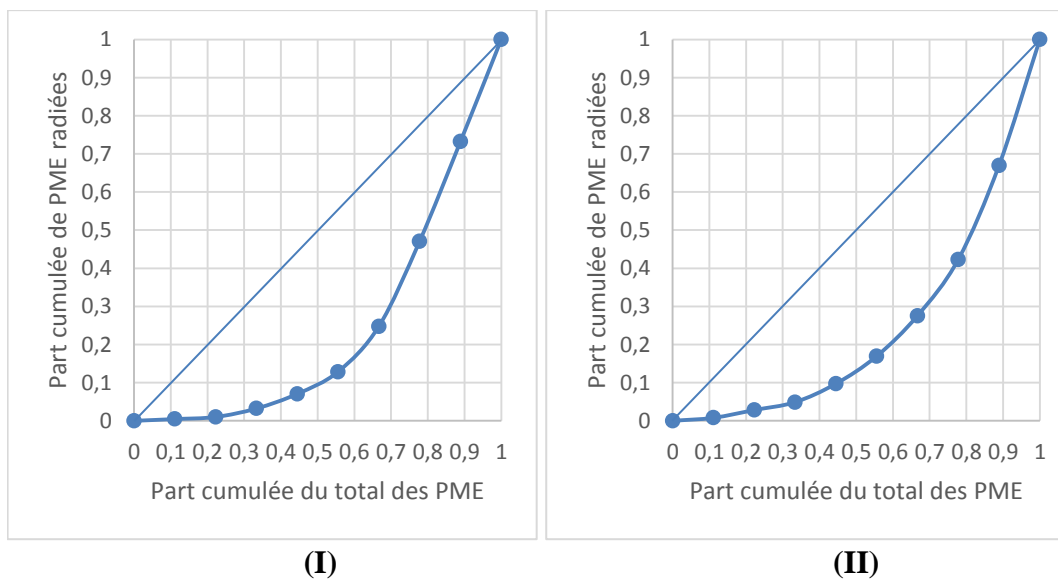 Part cumulée de PME radiées
1
0,9
0,8
0,7
0,6
0,5
0,4
0,3
0,2
0,1
0
0 0,1 0,2 0,3 0,4 0,5 0,6 0,7 0,8 0,9 1
Part cumulée du total des PME
(I)
Part cumulée de PME radiées
1
0,9
0,8
0,7
0,6
0,5
0,4
0,3
0,2
0,1
0
0 0,1 0,2 0,3 0,4 0,5 0,6 0,7 0,8 0,9 1
Part cumulée du total des PME
(II)